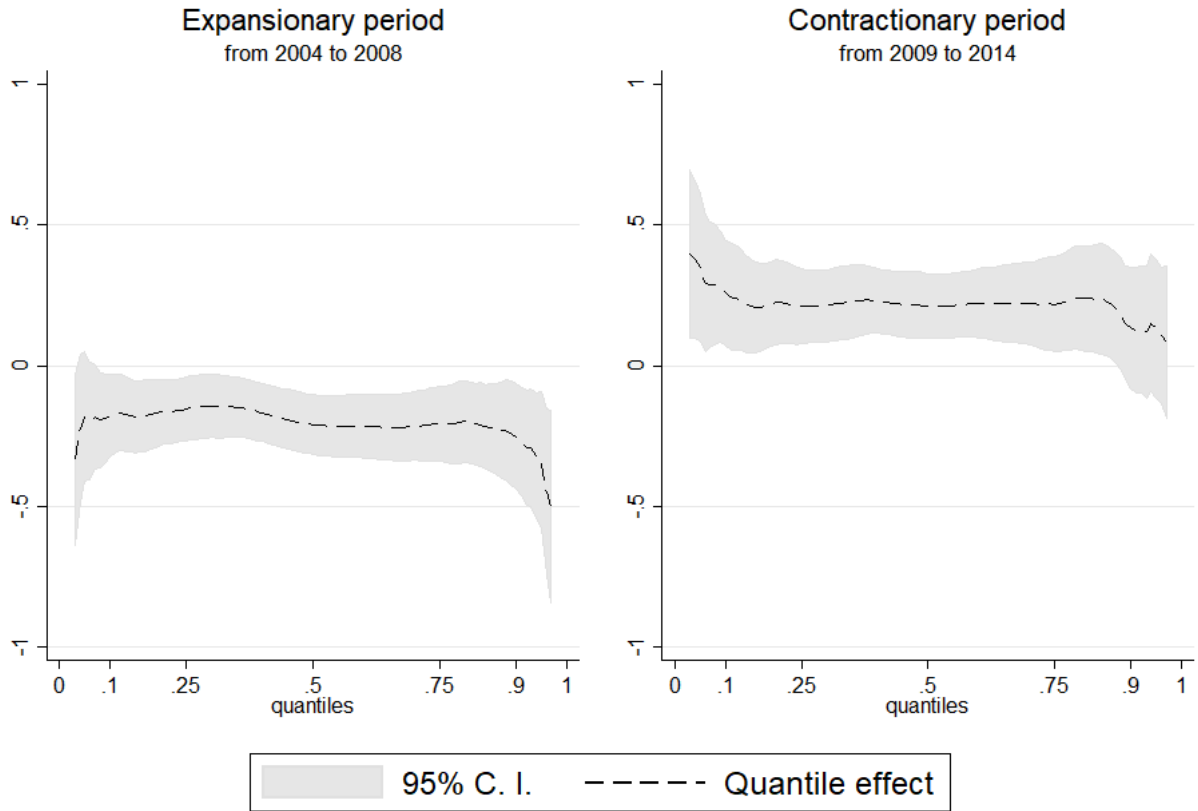 Expansionary period
from 2004 to 2008
1
.5
0
-.5
-1
0 .1 .25 .5 .75 .9 1
quantiles
Contractionary period
from 2009 to 2014
1
.5
0
-.5
-1
0 .1 .25 .5 .75 .9 1
quantiles
95% C. I. Quantile effect